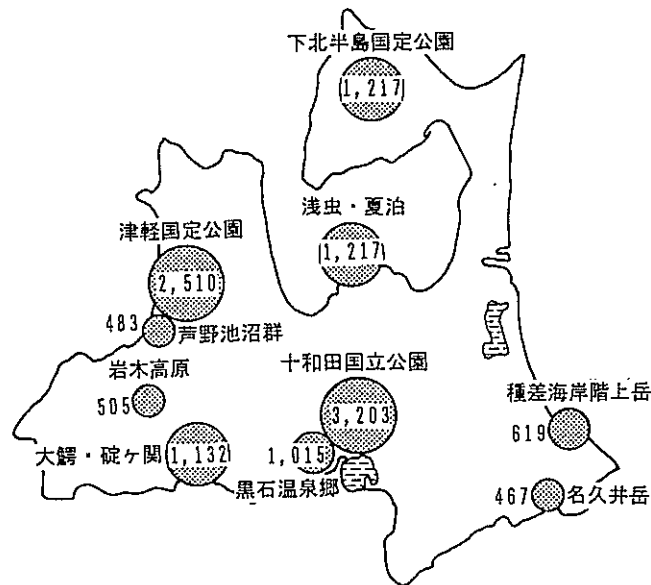 下北半島国定公園
1,217
浅虫・夏泊
1,217
津軽国定公園
2,510
483
芦野池沼群
岩木高原
505
十和田国立公園
3,203
種差海岸階上岳
619
大鰐・碇ヶ関
1,132
1,015
黒石温泉郷
467
名久井岳